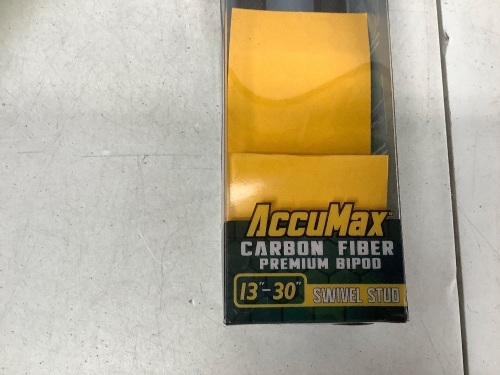 AccuMax
CARBON FIBER
PREMIUM BIPOD
13"-30" SWIVEL STUD